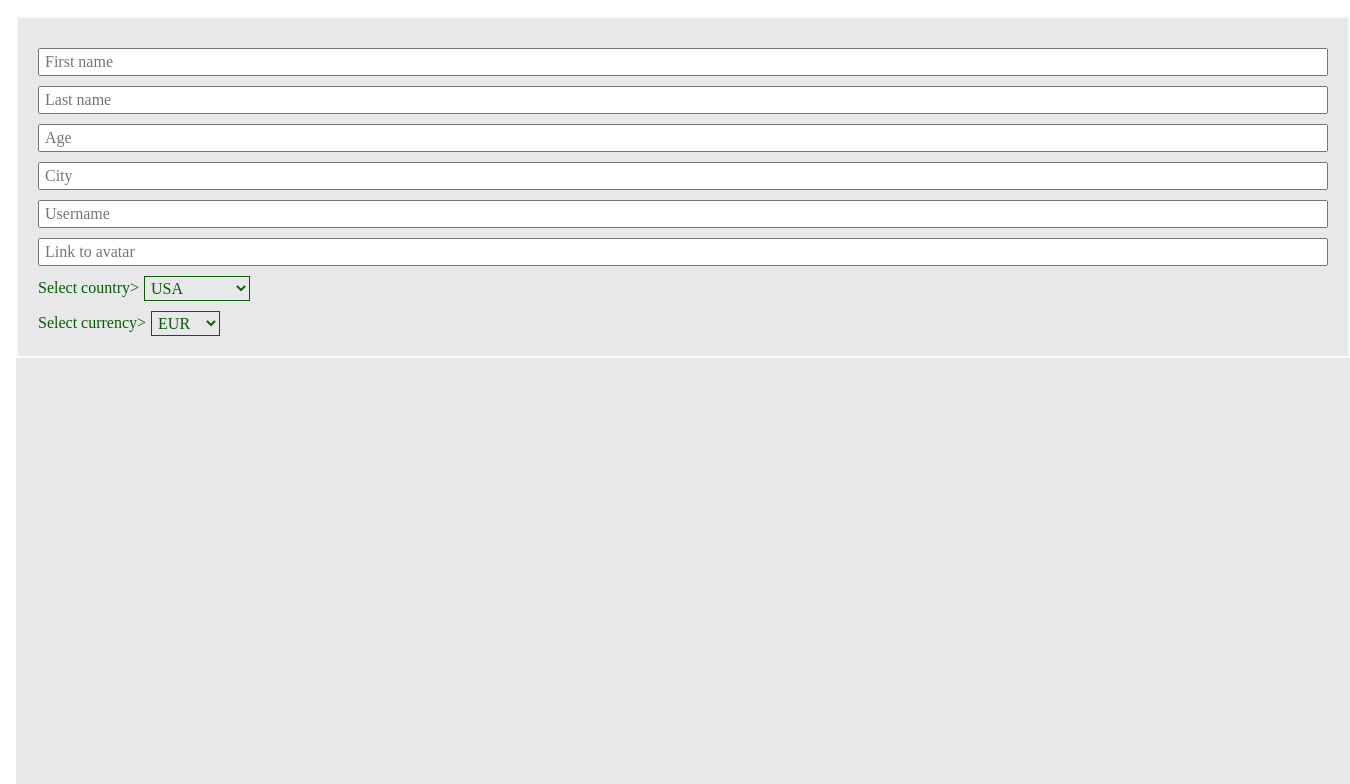 First name
Last name
Age
City
Username
Link to avatar
Select country> USA
Select currency> EUR